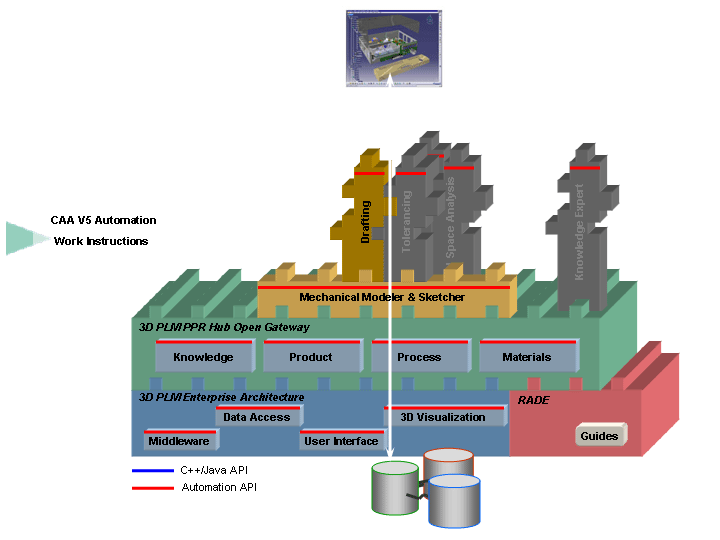 CAA V5 Automation
Work Instructions
Drafting
Tolerancing
Space Analysis
Knowledge Expert
Mechanical Modeler & Sketcher
3D PLM PPR Hub Open Gateway
Knowledge
Product
Process
Materials
3D PLM Enterprise Architecture
RADE
Data Access
3D Visualization
Middleware
User Interface
Guides
C++/Java API
Automation API